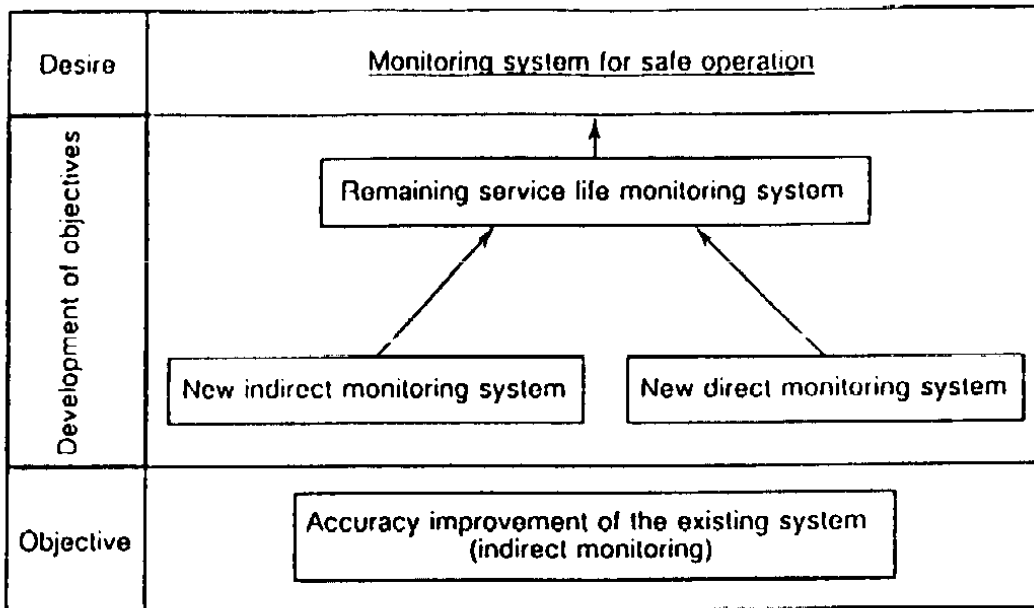 Desire
Monitoring system for safe operation
Development of objectives
Remaining service life monitoring system
New indirect monitoring system
New direct monitoring system
Objective
Accuracy improvement of the existing system
(indirect monitoring)